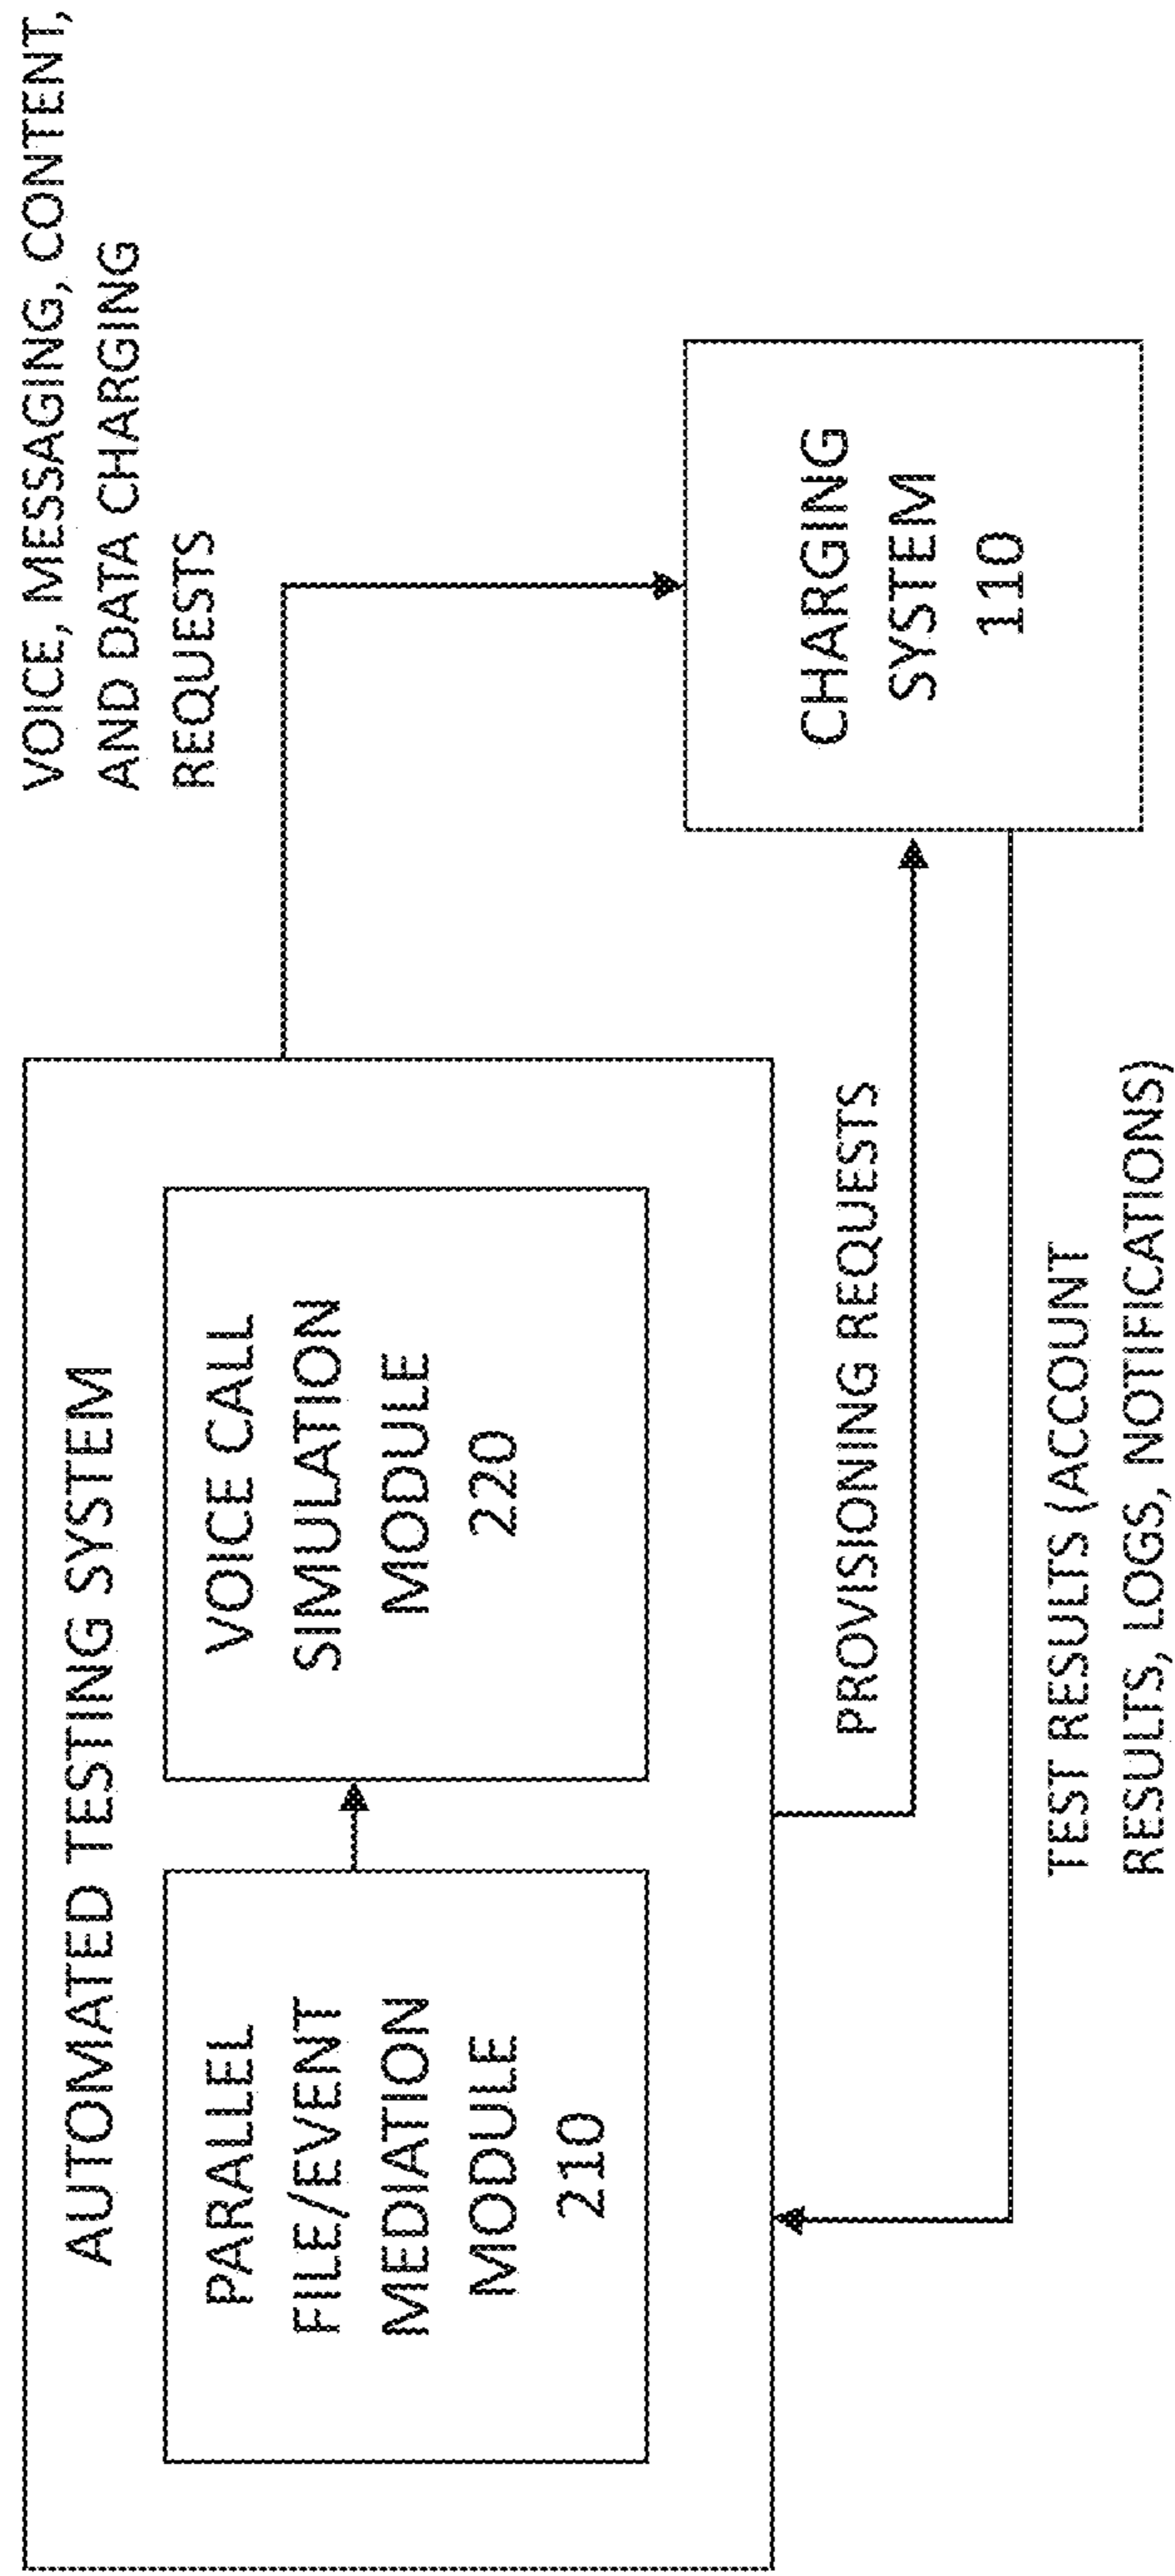 AUTOMATED TESTING SYSTEM
PARALLEL
FILE/EVENT
MEDIATION
MODULE
210
VOICE CALL
SIMULATION
MODULE
220
VOICE, MESSAGING, CONTENT,
AND DATA CHARGING
REQUESTS
PROVISIONING REQUESTS
CHARGING
SYSTEM
110
TEST RESULTS (ACCOUNT
RESULTS, LOGS, NOTIFICATIONS)